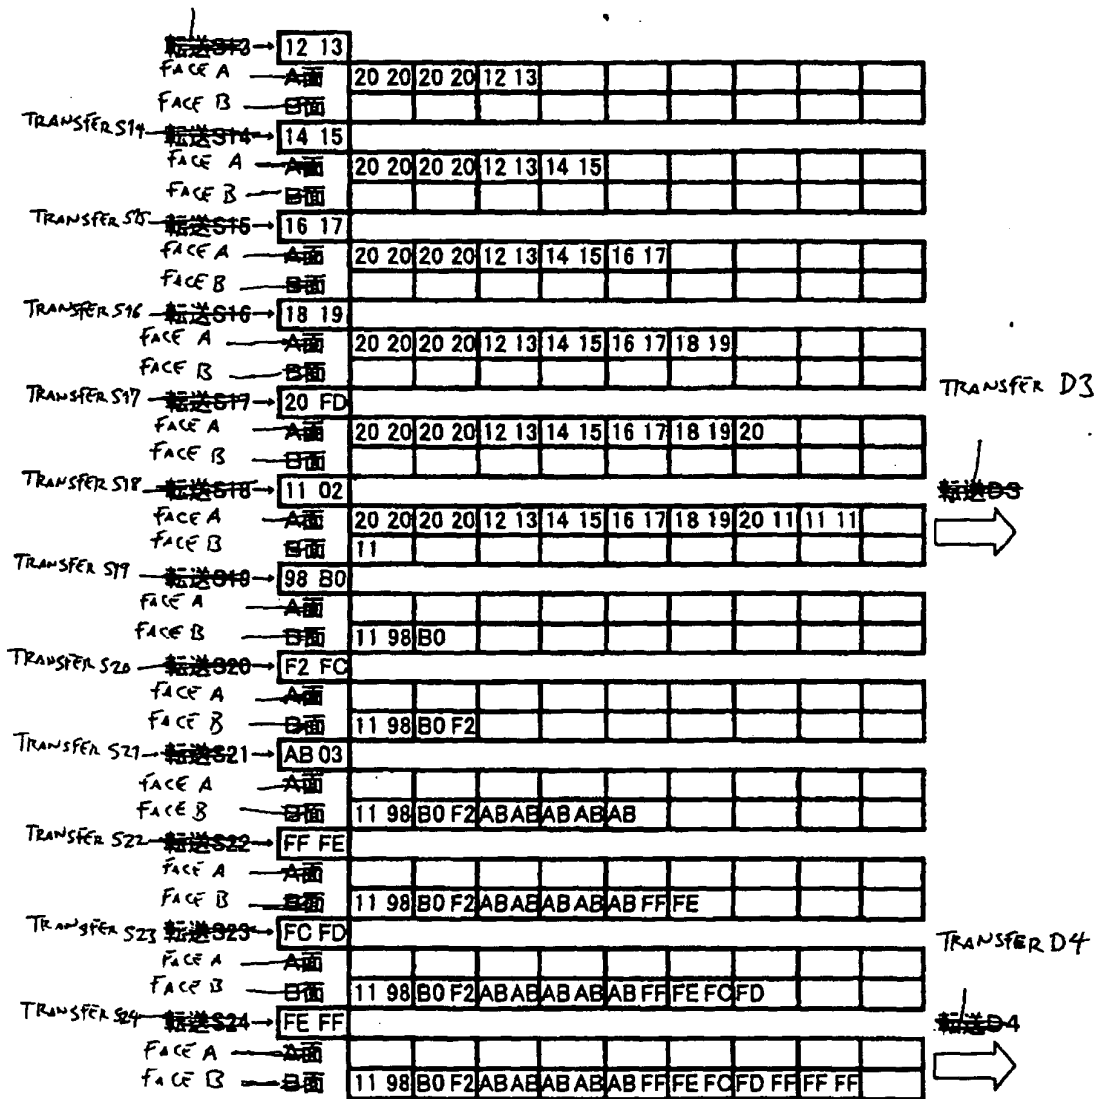 転送S13→ 12 13
FACE A A面 20 20 20 20 12 13
FACE B B面
TRANSFER S14 転送S14→ 14 15
FACE A A面 20 20 20 20 12 13 14 15
FACE B B面
TRANSFER S15 転送S15→ 16 17
FACE A A面 20 20 20 20 12 13 14 15 16 17
FACE B B面
TRANSFER S16 転送S16→ 18 19
FACE A A面 20 20 20 20 12 13 14 15 16 17 18 19
FACE B B面
TRANSFER S17 転送S17→ 20 FD TRANSFER D3
FACE A A面 20 20 20 20 12 13 14 15 16 17 18 19 20
FACE B B面
TRANSFER S18 転送S18→ 11 02 転送D3
FACE A A面 20 20 20 20 12 13 14 15 16 17 18 19 20 11 11 11
FACE B B面 11
TRANSFER S19 転送S19→ 98 B0
FACE A A面
FACE B B面 11 98 B0
TRANSFER S20 転送S20→ F2 FC
FACE A A面
FACE B B面 11 98 B0 F2
TRANSFER S21 転送S21→ AB 03
FACE A A面
FACE B B面 11 98 B0 F2 AB AB AB AB AB
TRANSFER S22 転送S22→ FF FE
FACE A A面
FACE B B面 11 98 B0 F2 AB AB AB AB AB FF FE
TRANSFER S23 転送S23→ FC FD TRANSFER D4
FACE A A面
FACE B B面 11 98 B0 F2 AB AB AB AB AB FF FE FC FD
TRANSFER S24 転送S24→ FE FF 転送D4
FACE A A面
FACE B B面 11 98 B0 F2 AB AB AB AB AB FF FE FC FD FF FF FF